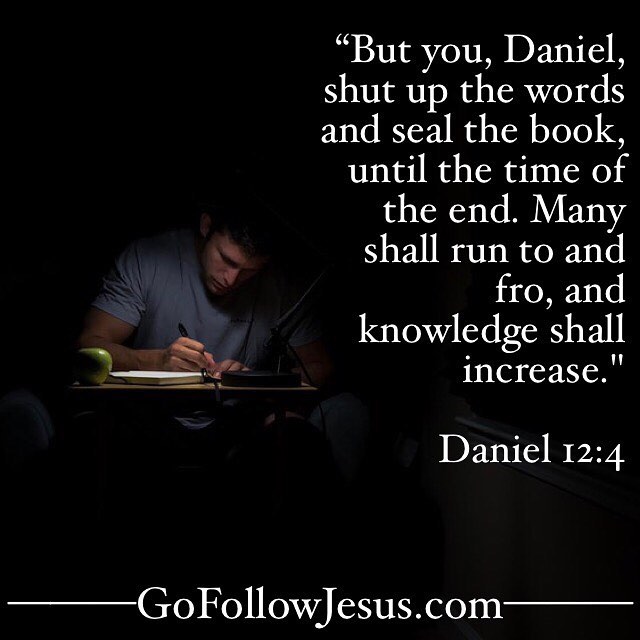 “But you, Daniel,
shut up the words
and seal the book,
until the time of
the end. Many
shall run to and
fro, and
knowledge shall
increase."
Daniel 12:4
GoFollowJesus.com